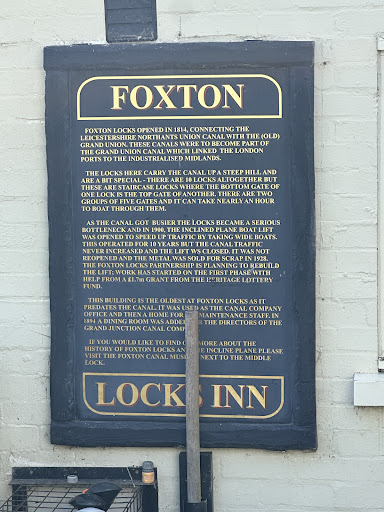 FOXTON
FOXTON LOCKS OPENED IN 1814, CONNECTING THE
LEICESTERSHIRE NORTHANTS UNION CANAL WITH THE (OLD)
GRAND UNION. THESE CANALS WERE TO BECOME PART OF
THE GRAND UNION CANAL WHICH LINKED THE LONDON
PORTS TO THE INDUSTRIALISED MIDLANDS.
THE LOCKS HERE CARRY THE CANAL UP A STEEP HILL AND
ARE A BIT SPECIAL - THERE ARE 10 LOCKS ALTOGETHER BUT
THESE ARE STAIRCASE LOCKS WHERE THE BOTTOM GATE OF
ONE LOCK IS THE TOP GATE OF ANOTHER. THERE ARE TWO
GROUPS OF FIVE GATES AND IT CAN TAKE NEARLY AN HOUR
TO BOAT THROUGH THEM.
AS THE CANAL GOT BUSIER THE LOCKS BECAME A SERIOUS
BOTTLENECK AND IN 1900, THE INCLINED PLANE BOAT LIFT
WAS OPENED TO SPEED UP TRAFFIC BY TAKING WIDE BOATS.
THIS OPERATED FOR 10 YEARS BUT THE CANAL TRAFFIC
NEVER INCREASED AND THE LIFT WS CLOSED. IT WAS NOT
REOPENED AND THE METAL WAS SOLD FOR SCRAP IN 1928.
THE FOXTON LOCKS PARTNERSHIP IS PLANNING TO REBUILD
THE LIFT; WORK HAS STARTED ON THE FIRST PHASE WITH
HELP FROM A £1.7m GRANT FROM THE HERITAGE LOTTERY
FUND.
THIS BUILDING IS THE OLDEST AT FOXTON LOCKS AS IT
PREDATES THE CANAL. IT WAS USED AS THE CANAL COMPANY
OFFICE AND THEN A HOME FOR MAINTENANCE STAFF. IN
1894 A DINING ROOM WAS ADDED FOR THE DIRECTORS OF THE
GRAND JUNCTION CANAL COMP
IF YOU WOULD LIKE TO FIND MORE ABOUT THE
HISTORY OF FOXTON LOCKS AND THE INCLINE PLANE PLEASE
VISIT THE FOXTON CANAL MUS NEXT TO THE MIDDLE
LOCK.
LOCKS INN